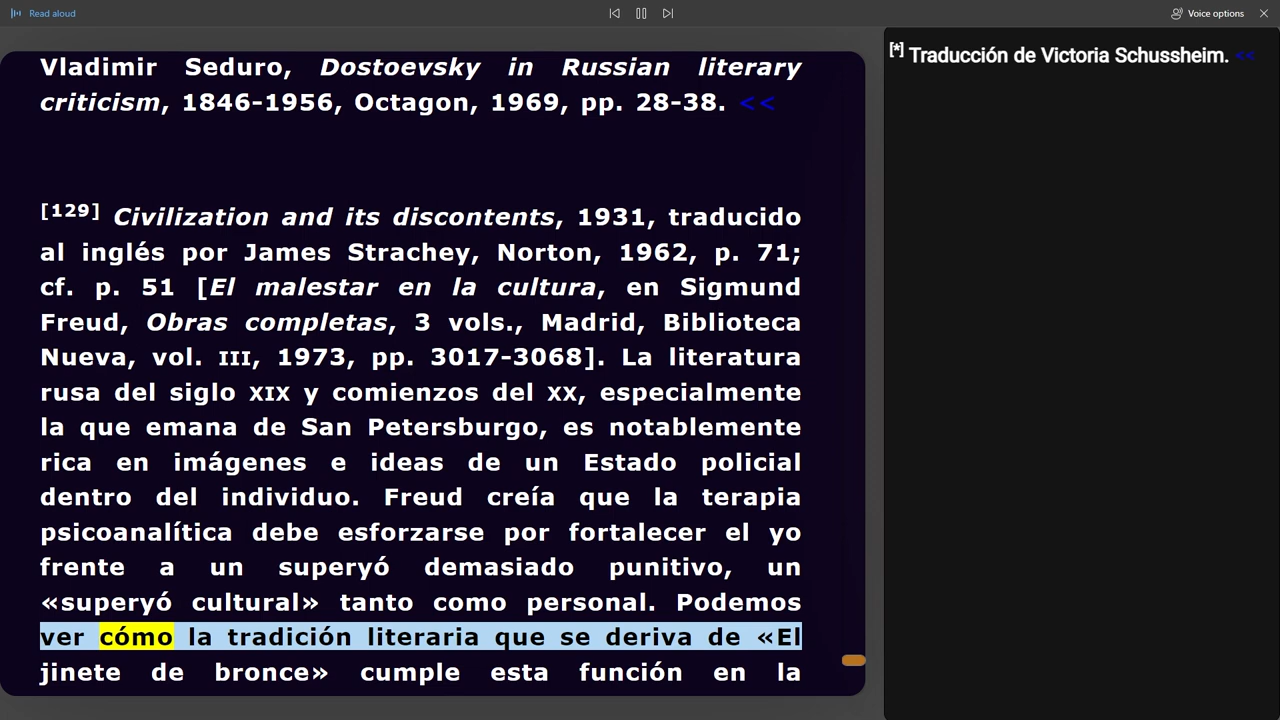 Read aloud
Voice options
Vladimir Seduro, Dostoevsky in Russian literary
criticism, 1846-1956, Octagon, 1969, pp. 28-38. <<
[129] Civilization and its discontents, 1931, traducido
al inglés por James Strachey, Norton, 1962, p. 71;
cf. p. 51 [El malestar en la cultura, en Sigmund
Freud, Obras completas, 3 vols., Madrid, Biblioteca
Nueva, vol. III, 1973, pp. 3017-3068]. La literatura
rusa del siglo XIX y comienzos del XX, especialmente
la que emana de San Petersburgo, es notablemente
rica en imágenes e ideas de un Estado policial
dentro del individuo. Freud creía que la terapia
psicoanalítica debe esforzarse por fortalecer el yo
frente a un superyó demasiado punitivo, un
«superyó cultural» tanto como personal. Podemos
ver cómo la tradición literaria que se deriva de «El
jinete de bronce» cumple esta función en la
[*] Traducción de Victoria Schussheim. <<